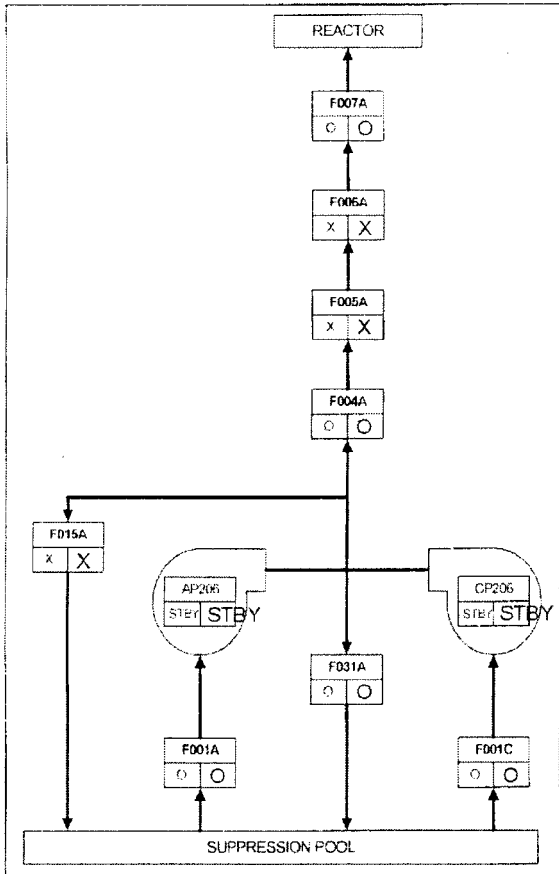 REACTOR
F007A
O O
F006A
X X
F005A
X X
F004A
O O
F015A
X X
AP206
STBY STBY
CP206
STBY STBY
F031A
O O
F001A
O O
F001C
O O
SUPPRESSION POOL